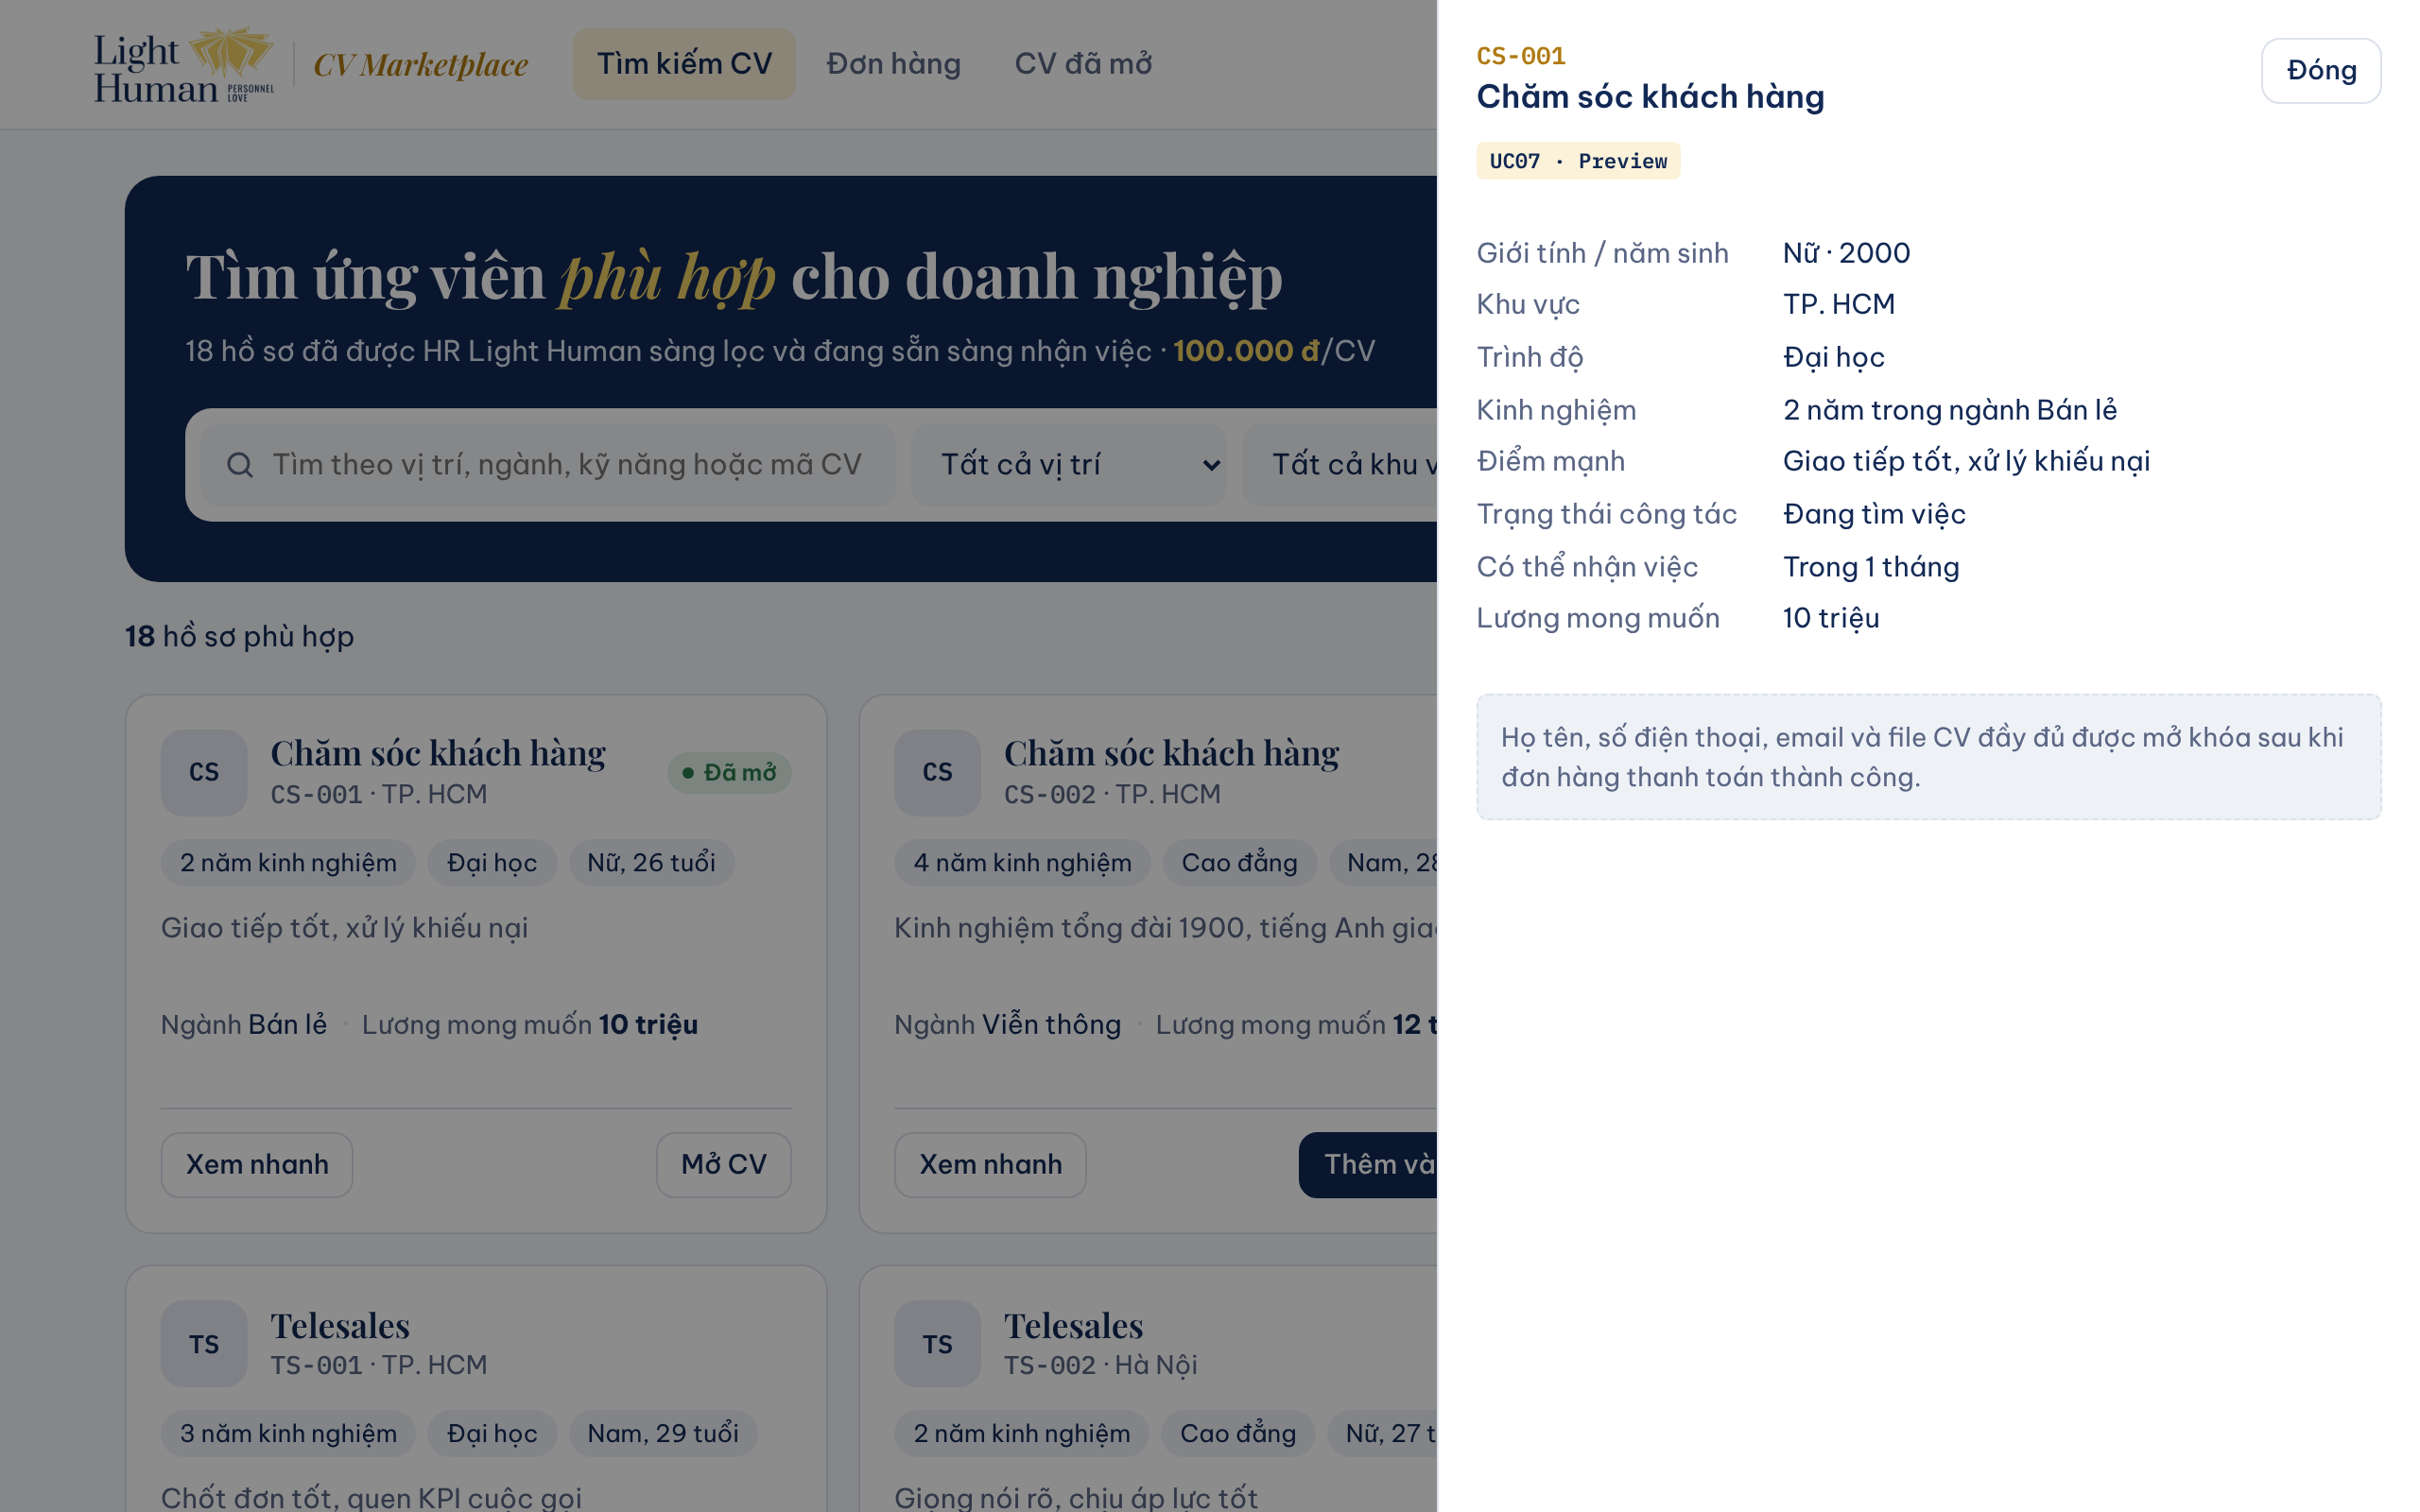 Light
Human PERSONNEL LOVE
CV Marketplace
Tìm kiếm CV
Đơn hàng
CV đã mở
Tìm ứng viên phù hợp cho doanh nghiệp
18 hồ sơ đã được HR Light Human sàng lọc và đang sẵn sàng nhận việc · 100.000 đ/CV
Tìm theo vị trí, ngành, kỹ năng hoặc mã CV
Tất cả vị trí
Tất cả khu v
18 hồ sơ phù hợp
CS
Chăm sóc khách hàng
CS-001 · TP. HCM
Đã mở
2 năm kinh nghiệm
Đại học
Nữ, 26 tuổi
Giao tiếp tốt, xử lý khiếu nại
Ngành Bán lẻ · Lương mong muốn 10 triệu
Xem nhanh
Mở CV
CS
Chăm sóc khách hàng
CS-002 · TP. HCM
4 năm kinh nghiệm
Cao đẳng
Nam, 28
Kinh nghiệm tổng đài 1900, tiếng Anh gia
Ngành Viễn thông · Lương mong muốn 12 t
Xem nhanh
Thêm và
TS
Telesales
TS-001 · TP. HCM
3 năm kinh nghiệm
Đại học
Nam, 29 tuổi
Chốt đơn tốt, quen KPI cuộc gọi
TS
Telesales
TS-002 · Hà Nội
2 năm kinh nghiệm
Cao đẳng
Nữ, 27 t
Giọng nói rõ, chịu áp lực tốt
CS-001
Chăm sóc khách hàng
Đóng
UC07 · Preview
Giới tính / năm sinh Nữ · 2000
Khu vực TP. HCM
Trình độ Đại học
Kinh nghiệm 2 năm trong ngành Bán lẻ
Điểm mạnh Giao tiếp tốt, xử lý khiếu nại
Trạng thái công tác Đang tìm việc
Có thể nhận việc Trong 1 tháng
Lương mong muốn 10 triệu
Họ tên, số điện thoại, email và file CV đầy đủ được mở khóa sau khi
đơn hàng thanh toán thành công.